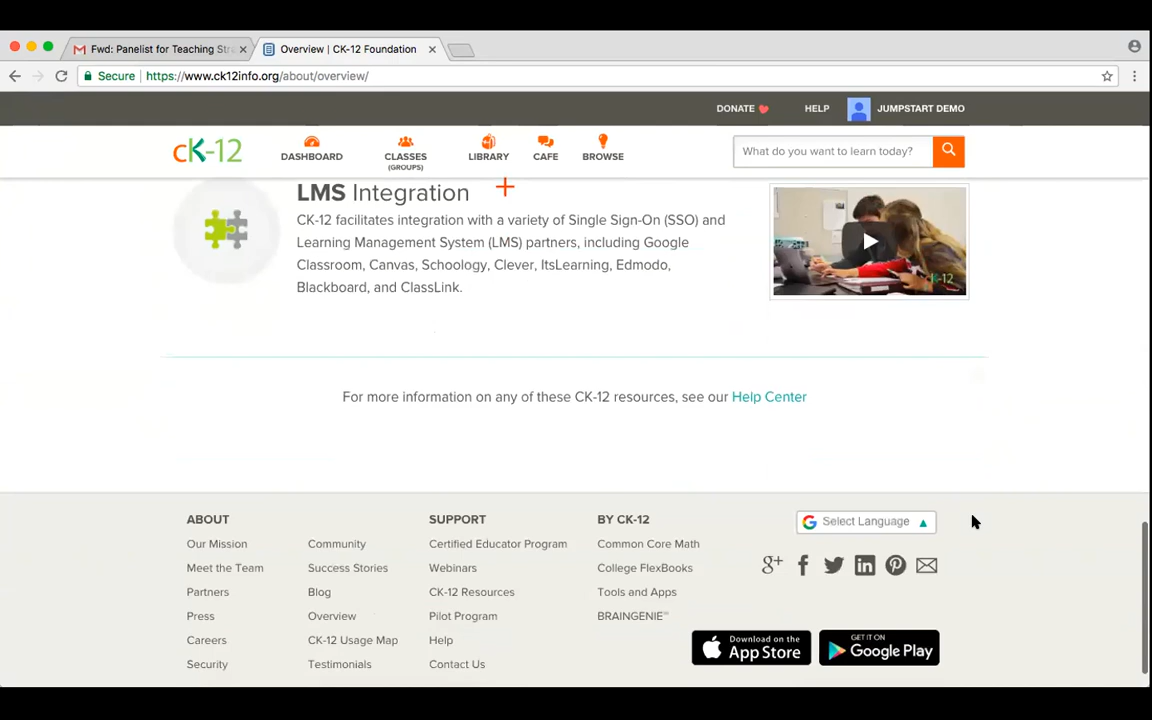 Fwd: Panelist for Teaching Str
Overview | CK-12 Foundation
Secure
https://www.ck12info.org/about/overview/
DONATE
HELP
JUMPSTART DEMO
cK-12
DASHBOARD
CLASSES
(GROUPS)
LIBRARY
CAFE
BROWSE
What do you want to learn today?
LMS Integration
CK-12 facilitates integration with a variety of Single Sign-On (SSO) and
Learning Management System (LMS) partners, including Google
Classroom, Canvas, Schoology, Clever, ItsLearning, Edmodo,
Blackboard, and ClassLink.
cK-12
For more information on any of these CK-12 resources, see our Help Center
ABOUT
Our Mission
Meet the Team
Partners
Press
Careers
Security
Community
Success Stories
Blog
Overview
CK-12 Usage Map
Testimonials
SUPPORT
Certified Educator Program
Webinars
CK-12 Resources
Pilot Program
Help
Contact Us
BY CK-12
Common Core Math
College FlexBooks
Tools and Apps
BRAINGENIE™
Select Language
Download on the
App Store
GET IT ON
Google Play